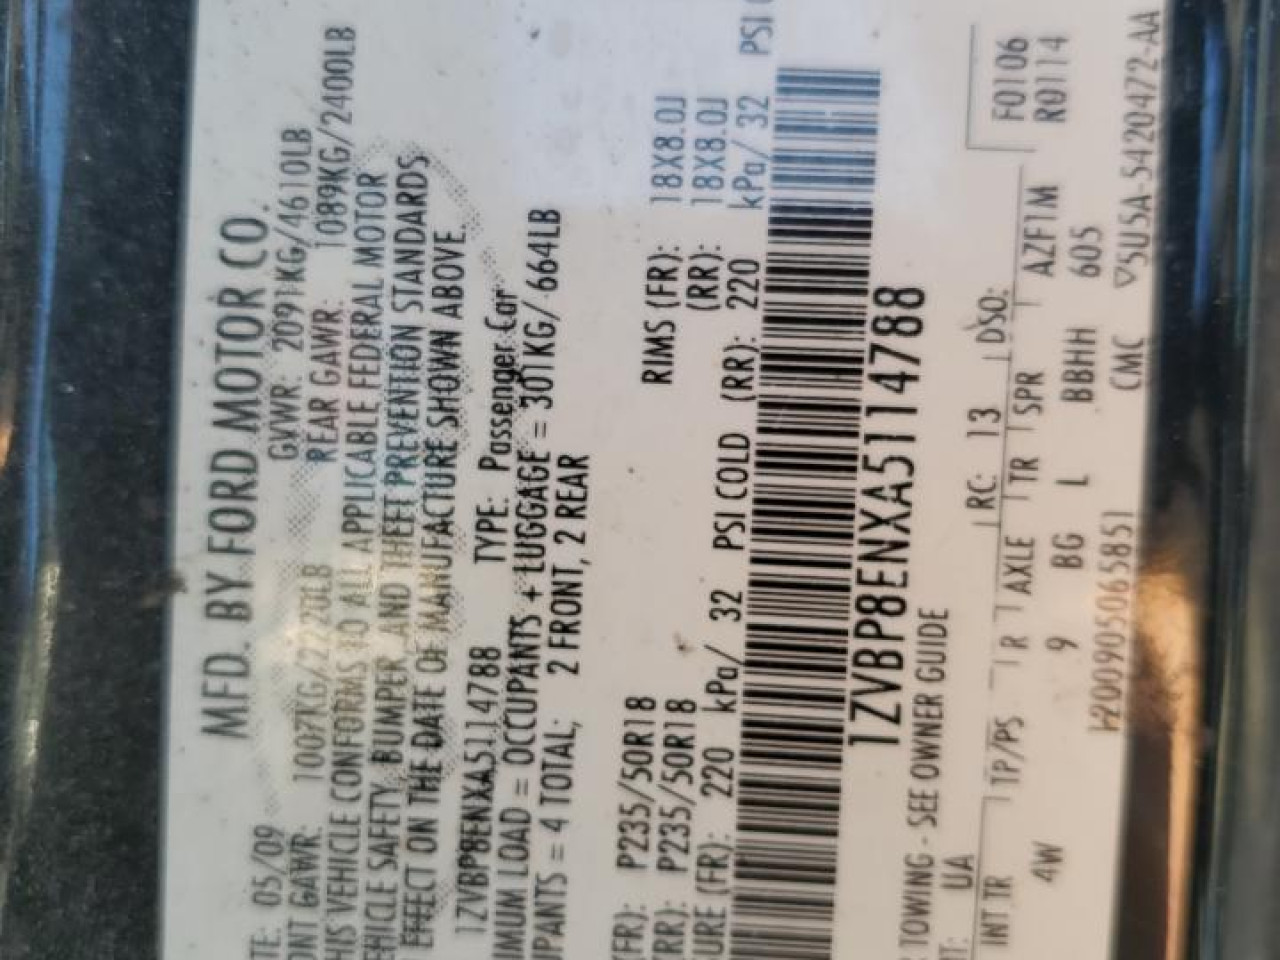 MFD. BY FORD MOTOR CO.
TE: 05/09 GVWR: 2091KG/4610LB
ONT GAWR: 1007KG/2220LB REAR GAWR: 1089KG/2400LB
HIS VEHICLE CONFORMS TO ALL APPLICABLE FEDERAL MOTOR
EHICLE SAFETY, BUMPER, AND THEFT PREVENTION STANDARDS
EFFECT ON THE DATE OF MANUFACTURE SHOWN ABOVE.
1ZVBP8ENXA5114788 TYPE: Passenger Car
IMUM LOAD = OCCUPANTS + LUGGAGE = 301KG/ 664LB
UPANTS = 4 TOTAL; 2 FRONT, 2 REAR
(FR): P235/50R18 RIMS (FR): 18X8.0J
(RR): P235/50R18 (RR): 18X8.0J
URE (FR): 220 kPa/ 32 PSI COLD (RR): 220 kPa/ 32 PSI
1ZVBP8ENXA5114788
TOWING - SEE OWNER GUIDE
T: UA RC: 13 DSO:
INT TR TP/PS R AXLE TR SPR AZF1M F0106
4W 9 BG L BBHH 605 R0114
200905065851 CMC ▽5U5A-5420472-AA